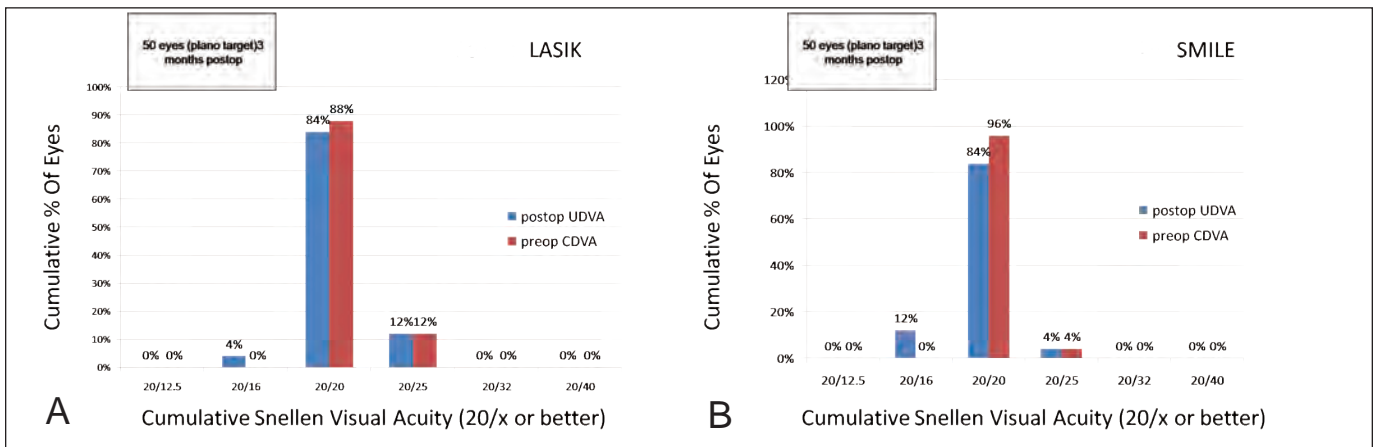 50 eyes (plano target)3
months postop
LASIK
100%
90%
80%
70%
60%
50%
40%
30%
20%
10%
0%
Cumulative % Of Eyes
0% 0%
4%
0%
84%
88%
12% 12%
0% 0%
0% 0%
postop UDVA
preop CDVA
20/12.5 20/16 20/20 20/25 20/32 20/40
A
Cumulative Snellen Visual Acuity (20/x or better)
50 eyes (plano target)3
months postop
SMILE
120%
100%
80%
60%
40%
20%
0%
Cumulative % Of Eyes
0% 0%
12%
0%
84%
96%
4% 4%
0% 0%
0% 0%
postop UDVA
preop CDVA
20/12.5 20/16 20/20 20/25 20/32 20/40
B
Cumulative Snellen Visual Acuity (20/x or better)